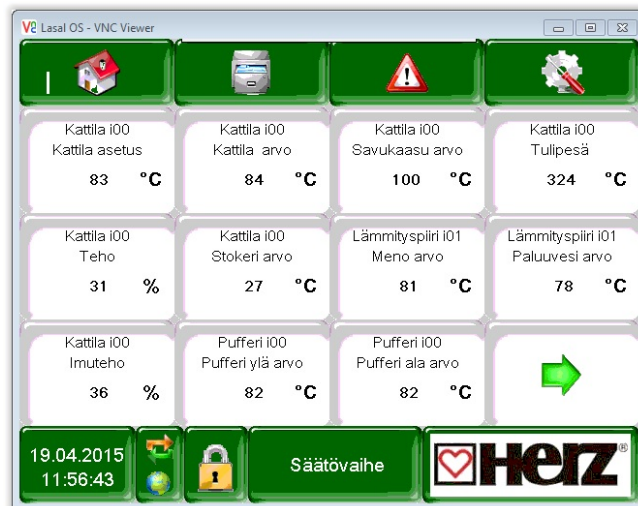 Lasal OS - VNC Viewer
Kattila i00
Kattila asetus
83 °C
Kattila i00
Kattila arvo
84 °C
Kattila i00
Savukaasu arvo
100 °C
Kattila i00
Tulipesä
324 °C
Kattila i00
Teho
31 %
Kattila i00
Stokeri arvo
27 °C
Lämmityspiiri i01
Meno arvo
81 °C
Lämmityspiiri i01
Paluuvesi arvo
78 °C
Kattila i00
Imuteho
36 %
Pufferi i00
Pufferi ylä arvo
82 °C
Pufferi i00
Pufferi ala arvo
82 °C
19.04.2015
11:56:43
Säätövaihe
HERZ®